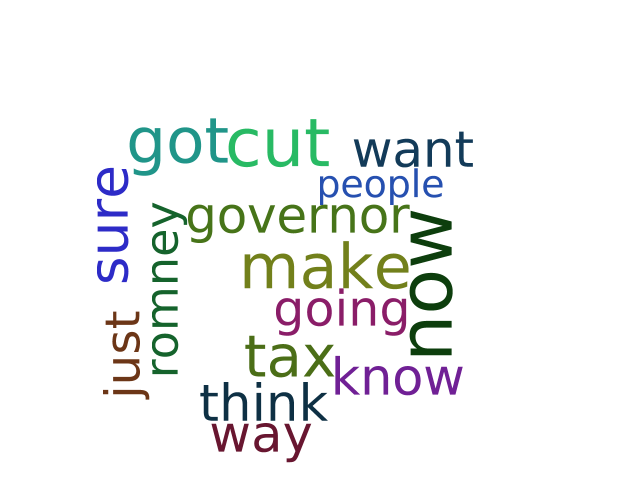 got
cut
want
sure
people
governor
romney
now
make
going
just
tax
know
think
way